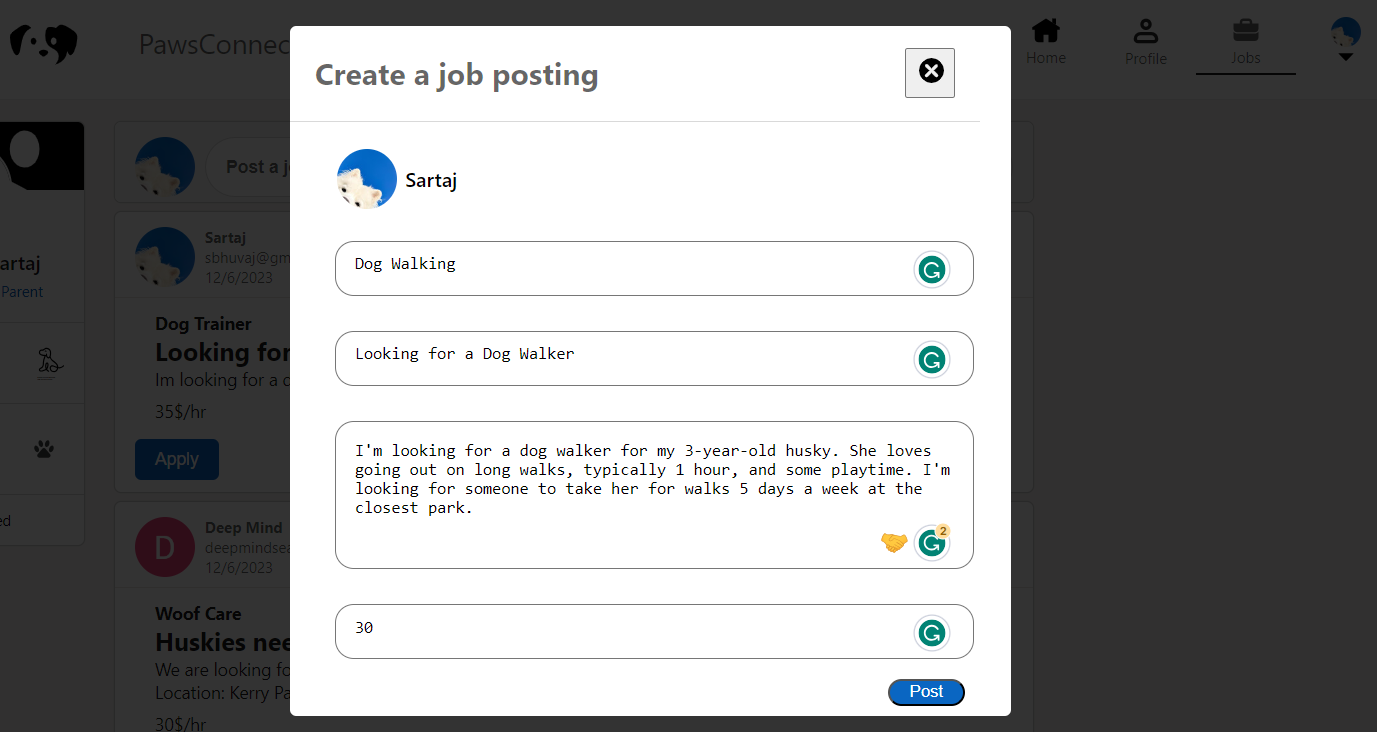 PawsConnec
Home
Profile
Jobs
Create a job posting
Sartaj
Dog Walking
Looking for a Dog Walker
I'm looking for a dog walker for my 3-year-old husky. She loves
going out on long walks, typically 1 hour, and some playtime. I'm
looking for someone to take her for walks 5 days a week at the
closest park.
2
30
Post
artaj
Parent
ed
Post a j
Sartaj
sbhuvaj@gm
12/6/2023
Dog Trainer
Looking for
Im looking for a d
35$/hr
Apply
D
Deep Mind
deepmindsea
12/6/2023
Woof Care
Huskies nee
We are looking fo
Location: Kerry Pa
30$/hr